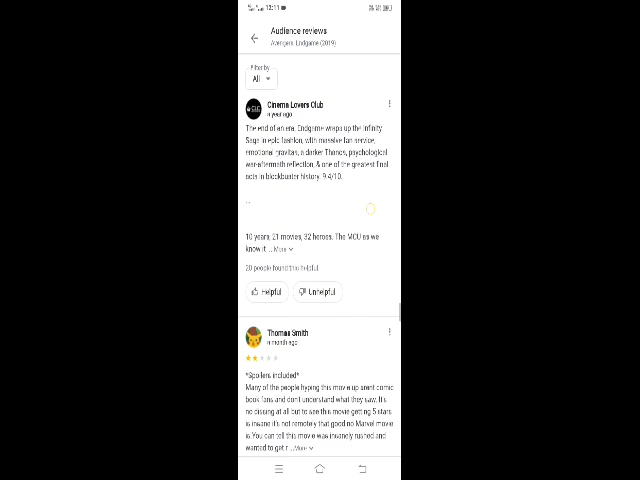 12:11
Audience reviews
Avengers: Endgame (2019)
Filter by
All
Cinema Lovers Club
a year ago
The end of an era, Endgame wraps up the Infinity
Saga in epic fashion, with massive fan service,
emotional gravitas, a darker Thanos, psychological
war-aftermath reflection, & one of the greatest final
acts in blockbuster history. 9.4/10.
...
10 years, 21 movies, 32 heroes. The MCU as we
know it ... More
20 people found this helpful
Helpful
Unhelpful
Thomas Smith
a month ago
*Spoilers included*
Many of the people hyping this movie up arent comic
book fans and don't understand what they saw. It's
no dissing at all but to see this movie getting 5 stars
is insane it's not remotely that good no Marvel movie
is.You can tell this movie was insanely rushed and
wanted to get r ...More